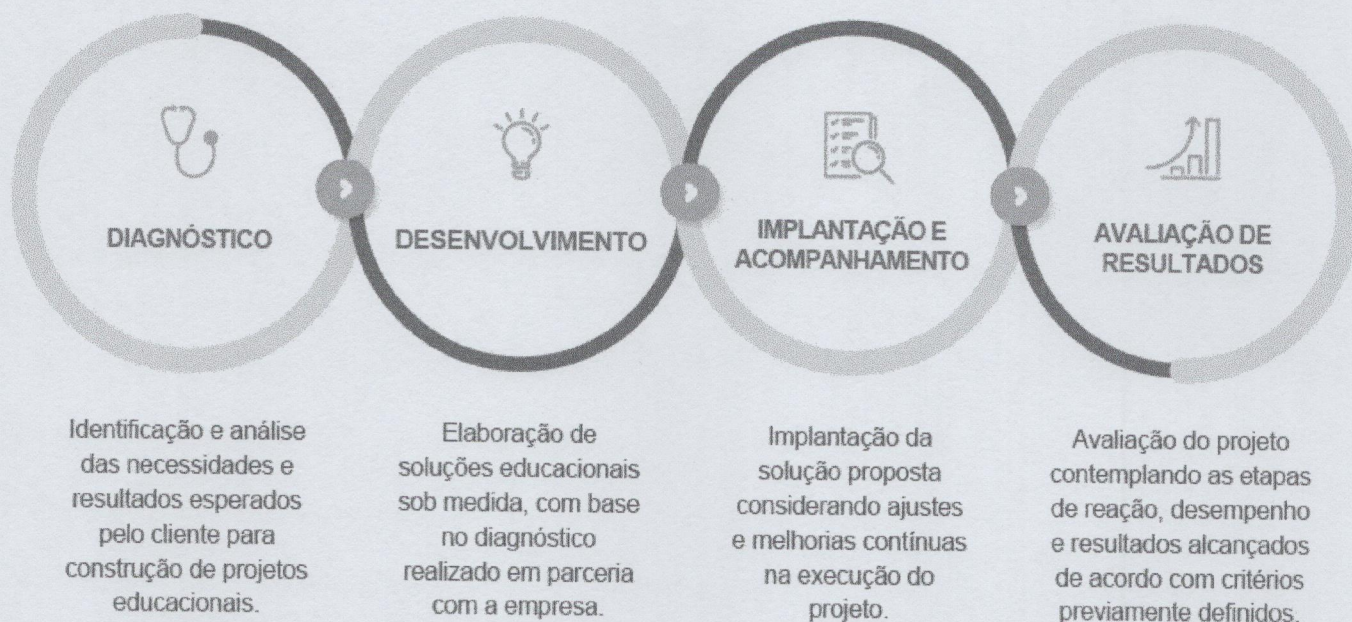 DIAGNÓSTICO
Identificação e análise
das necessidades e
resultados esperados
pelo cliente para
construção de projetos
educacionais.
DESENVOLVIMENTO
Elaboração de
soluções educacionais
sob medida, com base
no diagnóstico
realizado em parceria
com a empresa.
IMPLANTAÇÃO E
ACOMPANHAMENTO
Implantação da
solução proposta
considerando ajustes
e melhorias contínuas
na execução do
projeto.
AVALIAÇÃO DE
RESULTADOS
Avaliação do projeto
contemplando as etapas
de reação, desempenho
e resultados alcançados
de acordo com critérios
previamente definidos.